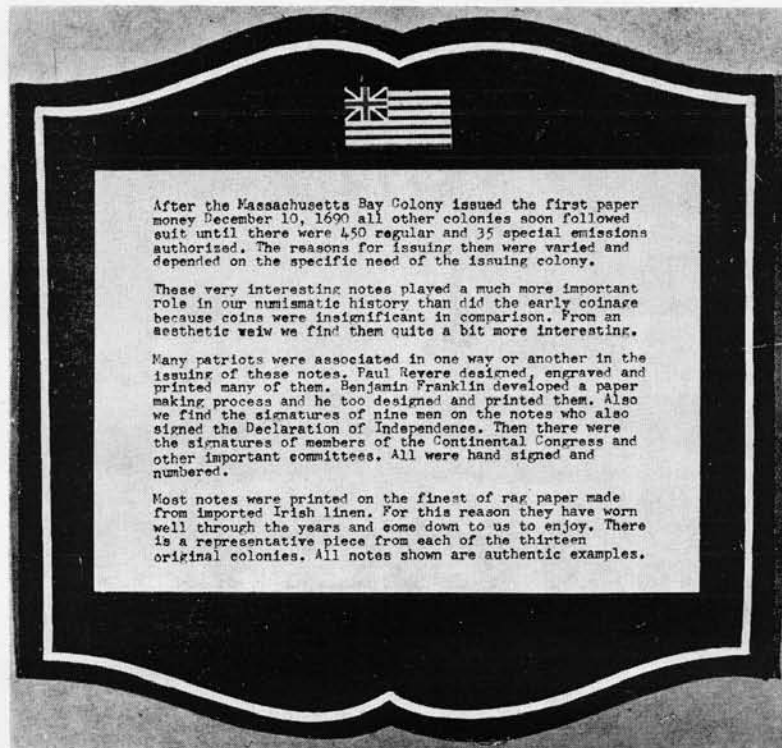 After the Massachusetts Bay Colony issued the first paper
money December 10, 1690 all other colonies soon followed
suit until there were 450 regular and 35 special emissions
authorized. The reasons for issuing them were varied and
depended on the specific need of the issuing colony.
These very interesting notes played a much more important
role in our numismatic history than did the early coinage
because coins were insignificant in comparison. From an
aesthetic veiw we find them quite a bit more interesting.
Many patriots were associated in one way or another in the
issuing of these notes. Paul Revere designed, engraved and
printed many of them. Benjamin Franklin developed a paper
making process and he too designed and printed them. Also
we find the signatures of nine men on the notes who also
signed the Declaration of Independence. Then there were
the signatures of members of the Continental Congress and
other important committees. All were hand signed and
numbered.
Most notes were printed on the finest of rag paper made
from imported Irish linen. For this reason they have worn
well through the years and come down to us to enjoy. There
is a representative piece from each of the thirteen
original colonies. All notes shown are authentic examples.